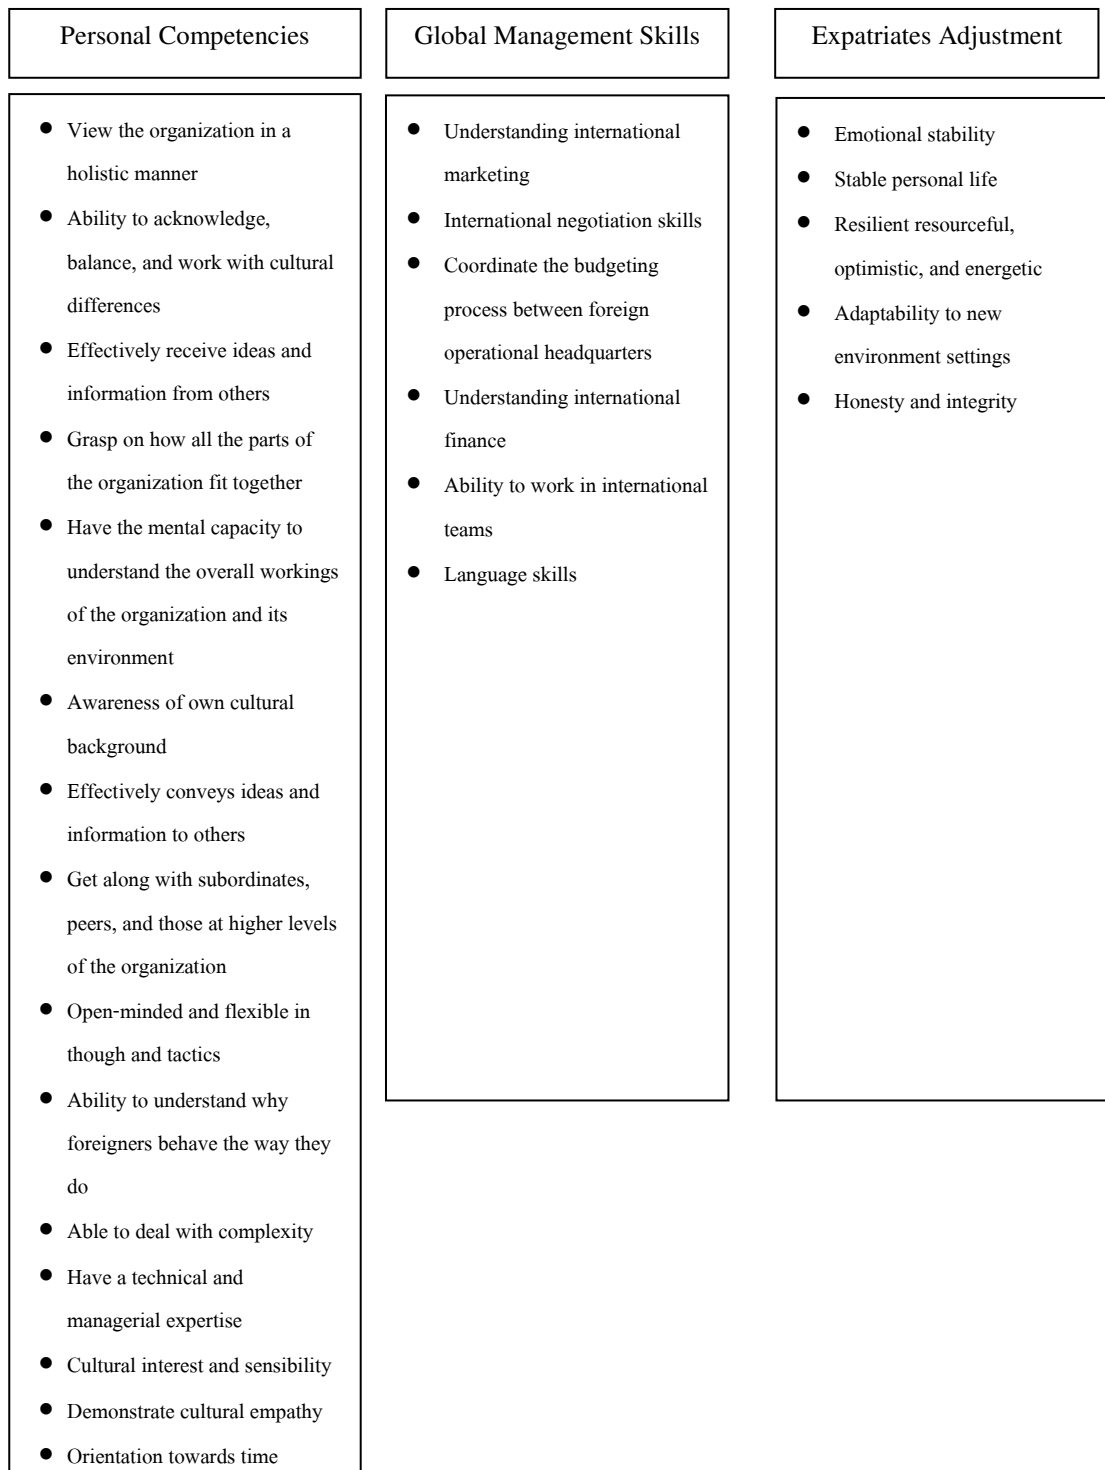 Personal Competencies
● View the organization in a
holistic manner
● Ability to acknowledge,
balance, and work with cultural
differences
● Effectively receive ideas and
information from others
● Grasp on how all the parts of
the organization fit together
● Have the mental capacity to
understand the overall workings
of the organization and its
environment
● Awareness of own cultural
background
● Effectively conveys ideas and
information to others
● Get along with subordinates,
peers, and those at higher levels
of the organization
● Open-minded and flexible in
though and tactics
● Ability to understand why
foreigners behave the way they
do
● Able to deal with complexity
● Have a technical and
managerial expertise
● Cultural interest and sensibility
● Demonstrate cultural empathy
● Orientation towards time
Global Management Skills
● Understanding international
marketing
● International negotiation skills
● Coordinate the budgeting
process between foreign
operational headquarters
● Understanding international
finance
● Ability to work in international
teams
● Language skills
Expatriates Adjustment
● Emotional stability
● Stable personal life
● Resilient resourceful,
optimistic, and energetic
● Adaptability to new
environment settings
● Honesty and integrity